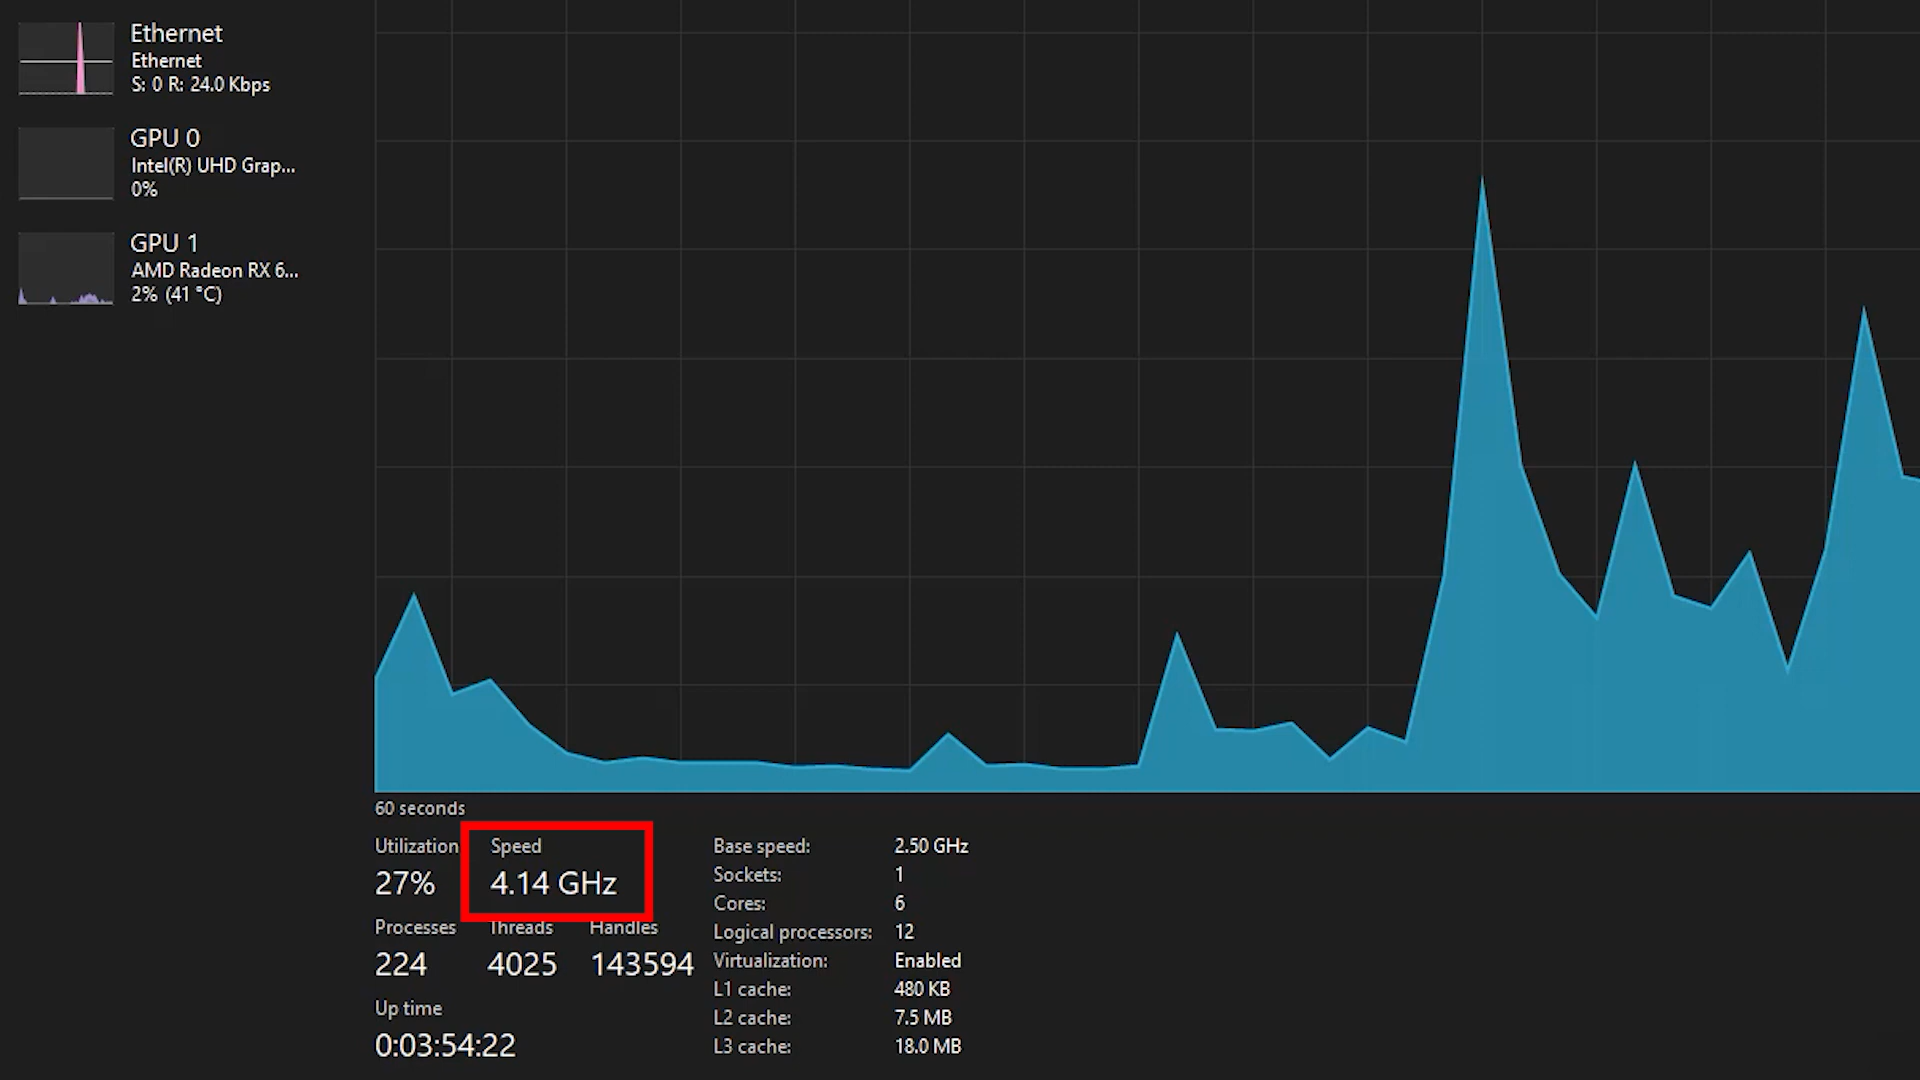 Ethernet
Ethernet
S: 0 R: 24.0 Kbps
GPU 0
Intel(R) UHD Grap...
0%
GPU 1
AMD Radeon RX 6...
2% (41 °C)
60 seconds
Utilization Speed
27% 4.14 GHz
Processes Threads Handles
224 4025 143594
Up time
0:03:54:22
Base speed: 2.50 GHz
Sockets: 1
Cores: 6
Logical processors: 12
Virtualization: Enabled
L1 cache: 480 KB
L2 cache: 7.5 MB
L3 cache: 18.0 MB